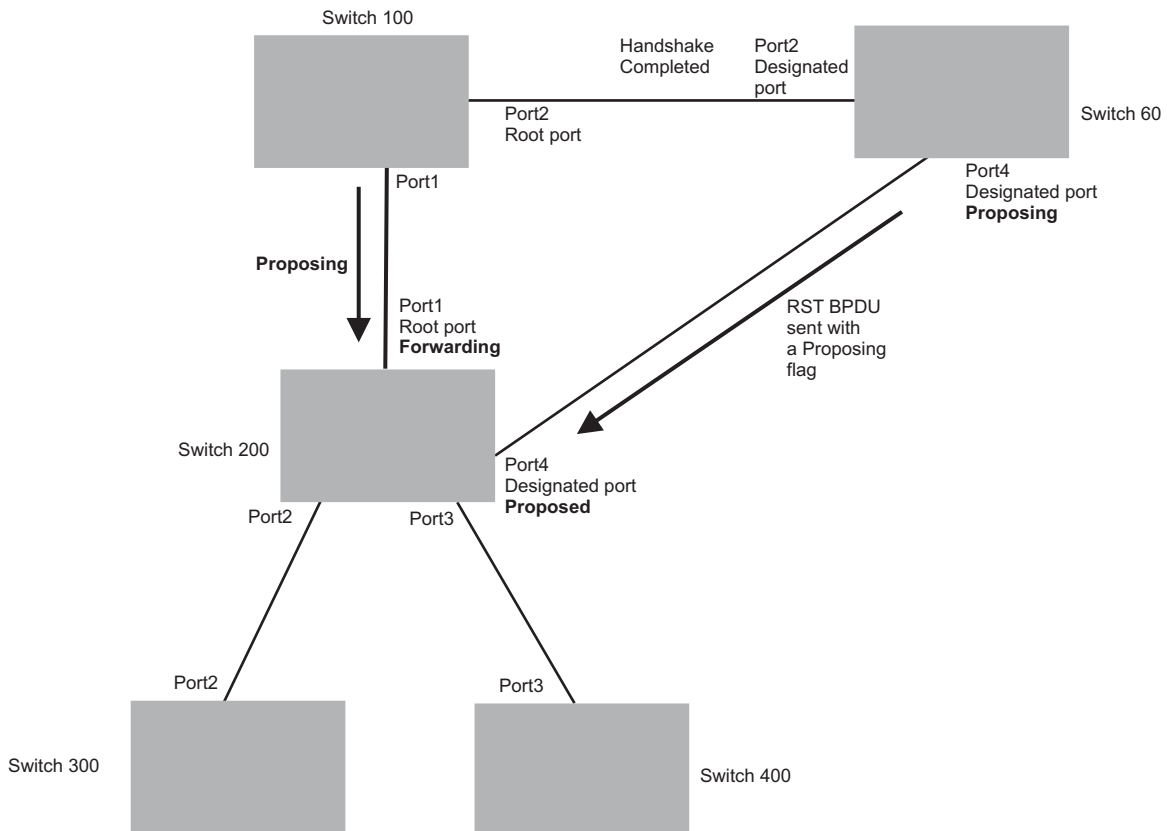 Switch 100
Handshake
Completed
Port2
Designated
port
Port2
Root port
Switch 60
Port1
Port4
Designated port
Proposing
Proposing
Port1
Root port
Forwarding
RST BPDU
sent with
a Proposing
flag
Switch 200
Port4
Designated port
Proposed
Port2
Port3
Port2
Port3
Switch 300
Switch 400